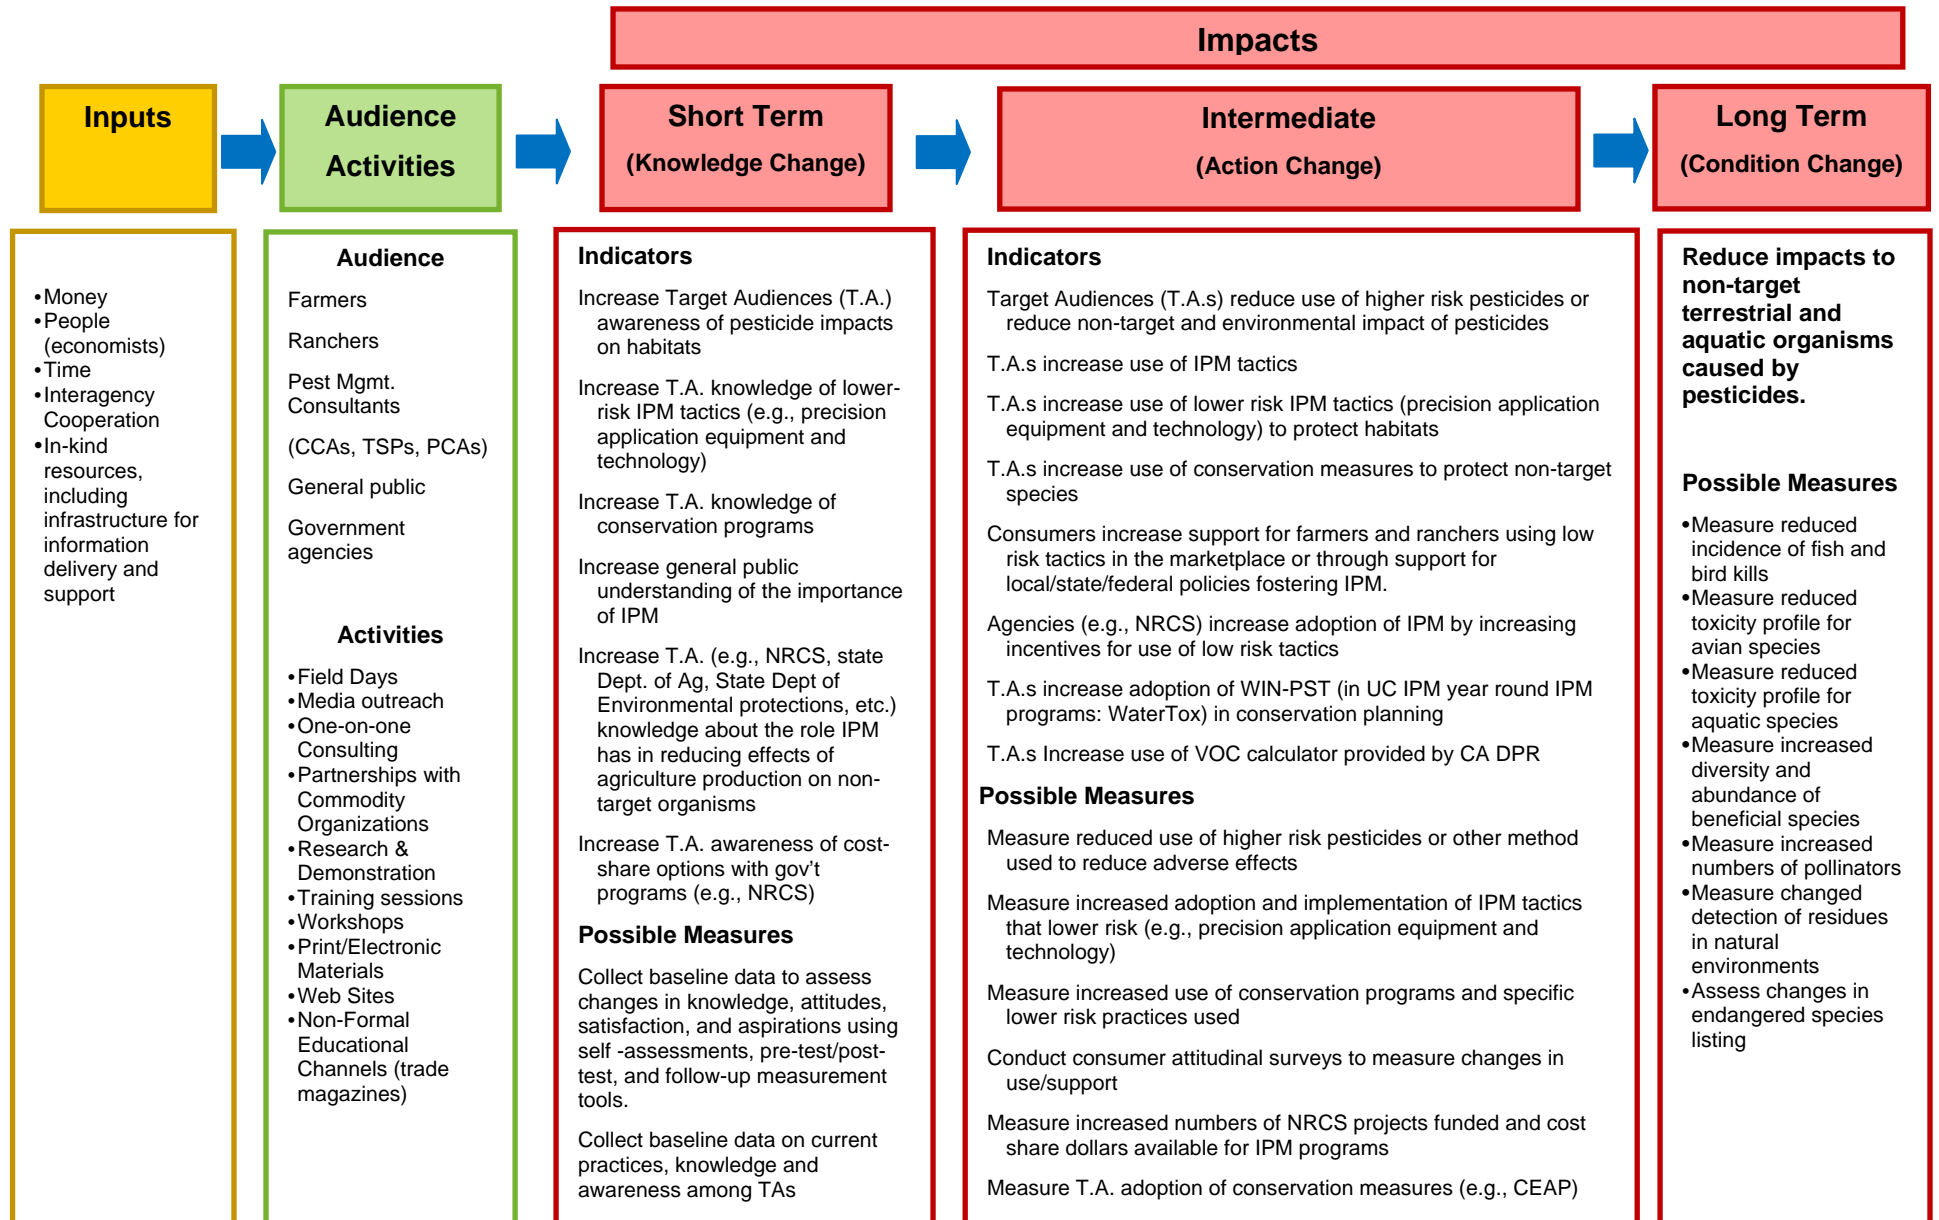 Impacts
Inputs
Audience
Activities
Short Term
(Knowledge Change)
Intermediate
(Action Change)
Long Term
(Condition Change)
•Money
•People
(economists)
•Time
•Interagency
Cooperation
•In-kind
resources,
including
infrastructure for
information
delivery and
support
Audience
Farmers
Ranchers
Pest Mgmt.
Consultants
(CCAs, TSPs, PCAs)
General public
Government
agencies
Activities
•Field Days
•Media outreach
•One-on-one
Consulting
•Partnerships with
Commodity
Organizations
•Research &
Demonstration
•Training sessions
•Workshops
•Print/Electronic
Materials
•Web Sites
•Non-Formal
Educational
Channels (trade
magazines)
Indicators
Increase Target Audiences (T.A.)
awareness of pesticide impacts
on habitats
Increase T.A. knowledge of lower-
risk IPM tactics (e.g., precision
application equipment and
technology)
Increase T.A. knowledge of
conservation programs
Increase general public
understanding of the importance
of IPM
Increase T.A. (e.g., NRCS, state
Dept. of Ag, State Dept of
Environmental protections, etc.)
knowledge about the role IPM
has in reducing effects of
agriculture production on non-
target organisms
Increase T.A. awareness of cost-
share options with gov't
programs (e.g., NRCS)
Possible Measures
Collect baseline data to assess
changes in knowledge, attitudes,
satisfaction, and aspirations using
self -assessments, pre-test/post-
test, and follow-up measurement
tools.
Collect baseline data on current
practices, knowledge and
awareness among TAs
Indicators
Target Audiences (T.A.s) reduce use of higher risk pesticides or
reduce non-target and environmental impact of pesticides
T.A.s increase use of IPM tactics
T.A.s increase use of lower risk IPM tactics (precision application
equipment and technology) to protect habitats
T.A.s increase use of conservation measures to protect non-target
species
Consumers increase support for farmers and ranchers using low
risk tactics in the marketplace or through support for
local/state/federal policies fostering IPM.
Agencies (e.g., NRCS) increase adoption of IPM by increasing
incentives for use of low risk tactics
T.A.s increase adoption of WIN-PST (in UC IPM year round IPM
programs: WaterTox) in conservation planning
T.A.s Increase use of VOC calculator provided by CA DPR
Possible Measures
Measure reduced use of higher risk pesticides or other method
used to reduce adverse effects
Measure increased adoption and implementation of IPM tactics
that lower risk (e.g., precision application equipment and
technology)
Measure increased use of conservation programs and specific
lower risk practices used
Conduct consumer attitudinal surveys to measure changes in
use/support
Measure increased numbers of NRCS projects funded and cost
share dollars available for IPM programs
Measure T.A. adoption of conservation measures (e.g., CEAP)
Reduce impacts to
non-target
terrestrial and
aquatic organisms
caused by
pesticides.
Possible Measures
•Measure reduced
incidence of fish and
bird kills
•Measure reduced
toxicity profile for
avian species
•Measure reduced
toxicity profile for
aquatic species
•Measure increased
diversity and
abundance of
beneficial species
•Measure increased
numbers of pollinators
•Measure changed
detection of residues
in natural
environments
•Assess changes in
endangered species
listing